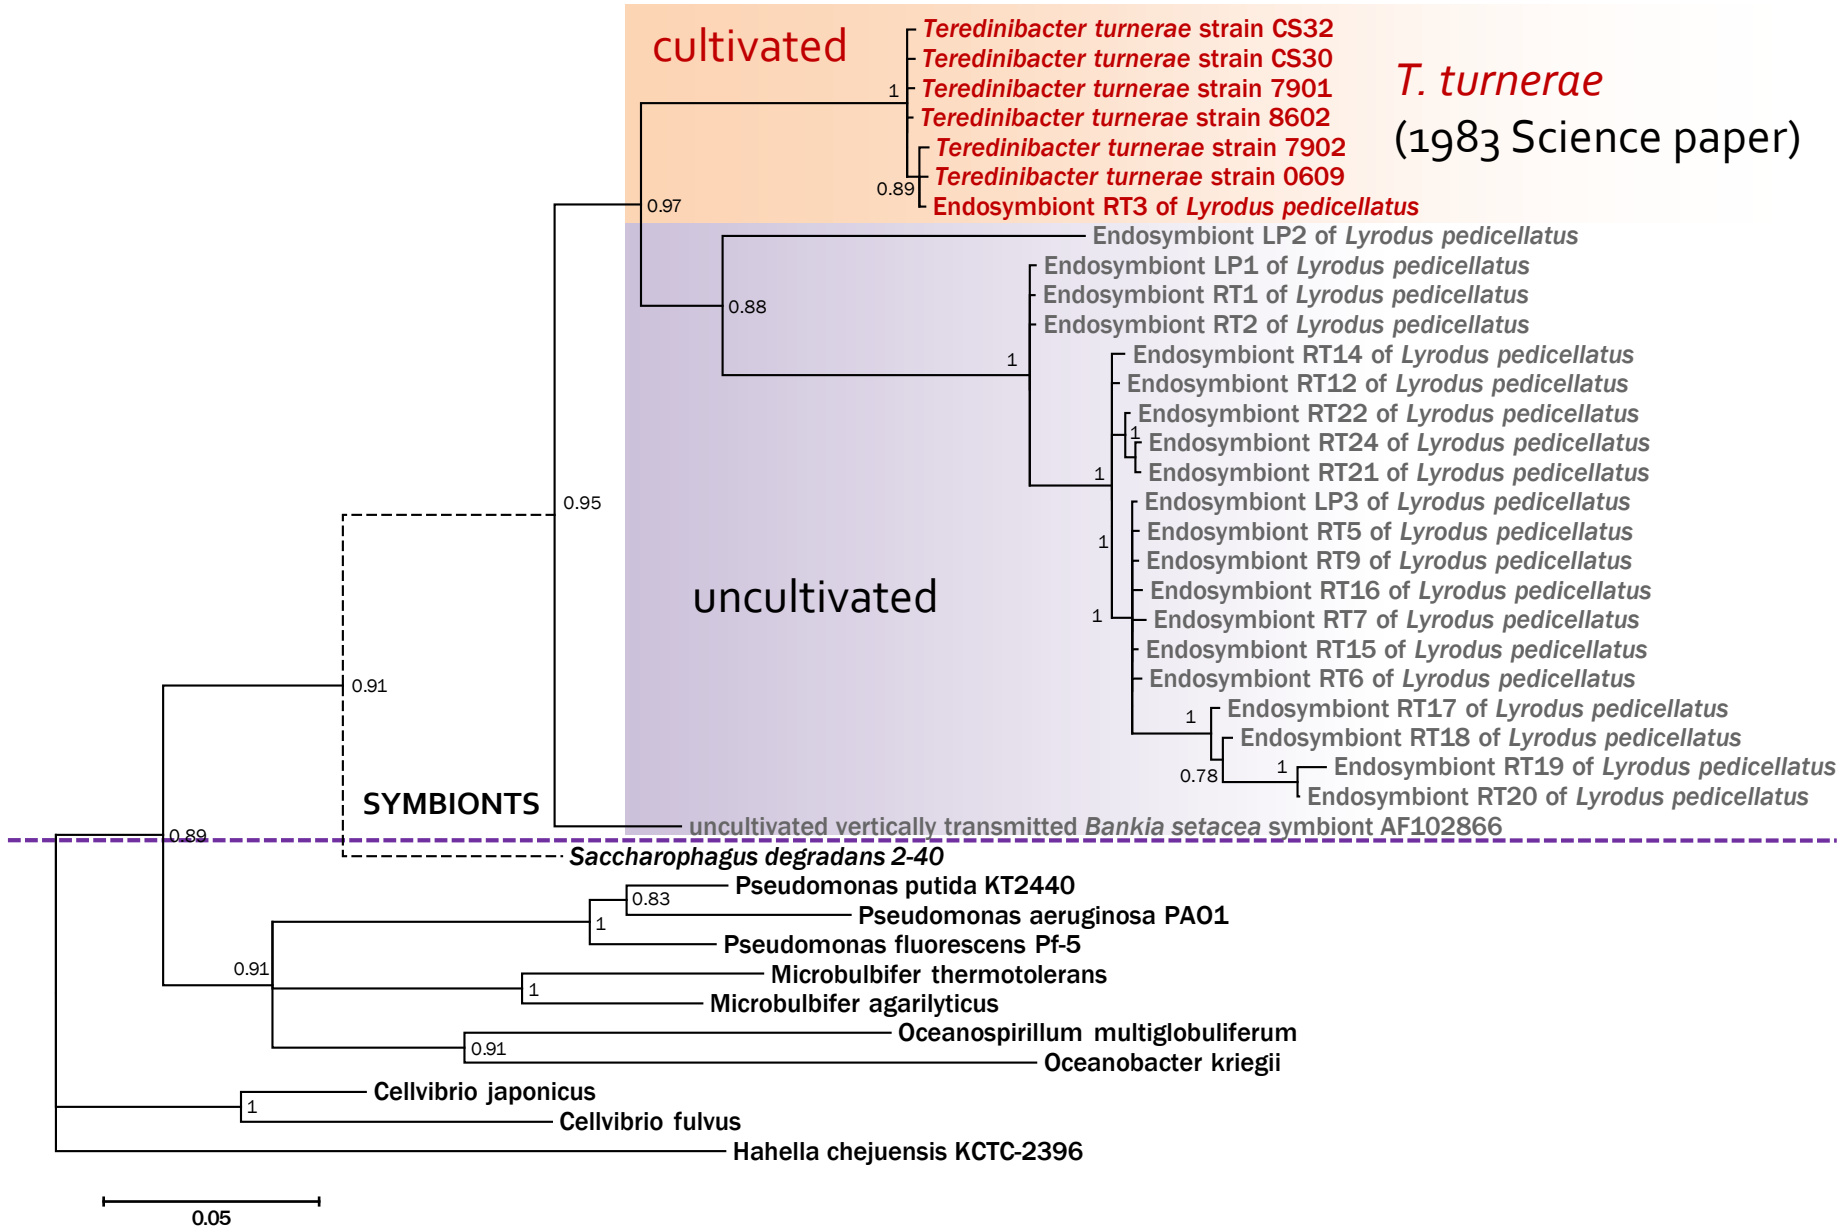 cultivated
Teredinibacter turnerae strain CS32
Teredinibacter turnerae strain CS30
Teredinibacter turnerae strain 7901
1
Teredinibacter turnerae strain 8602
Teredinibacter turnerae strain 7902
Teredinibacter turnerae strain 0609
0.89
Endosymbiont RT3 of Lyrodus pedicellatus
T. turnerae
(1983 Science paper)
0.97
Endosymbiont LP2 of Lyrodus pedicellatus
Endosymbiont LP1 of Lyrodus pedicellatus
Endosymbiont RT1 of Lyrodus pedicellatus
0.88
Endosymbiont RT2 of Lyrodus pedicellatus
1
Endosymbiont RT14 of Lyrodus pedicellatus
Endosymbiont RT12 of Lyrodus pedicellatus
Endosymbiont RT22 of Lyrodus pedicellatus
1
Endosymbiont RT24 of Lyrodus pedicellatus
1
Endosymbiont RT21 of Lyrodus pedicellatus
0.95
Endosymbiont LP3 of Lyrodus pedicellatus
Endosymbiont RT5 of Lyrodus pedicellatus
1
Endosymbiont RT9 of Lyrodus pedicellatus
uncultivated
Endosymbiont RT16 of Lyrodus pedicellatus
1
Endosymbiont RT7 of Lyrodus pedicellatus
Endosymbiont RT15 of Lyrodus pedicellatus
Endosymbiont RT6 of Lyrodus pedicellatus
0.91
1
Endosymbiont RT17 of Lyrodus pedicellatus
Endosymbiont RT18 of Lyrodus pedicellatus
0.78
1
Endosymbiont RT19 of Lyrodus pedicellatus
Endosymbiont RT20 of Lyrodus pedicellatus
SYMBIONTS
uncultivated vertically transmitted Bankia setacea symbiont AF102866
0.89
Saccharophagus degradans 2-40
Pseudomonas putida KT2440
0.83
Pseudomonas aeruginosa PAO1
1
Pseudomonas fluorescens Pf-5
0.91
Microbulbifer thermotolerans
1
Microbulbifer agarilyticus
Oceanospirillum multiglobuliferum
0.91
Oceanobacter kriegii
Cellvibrio japonicus
1
Cellvibrio fulvus
Hahella chejuensis KCTC-2396
0.05